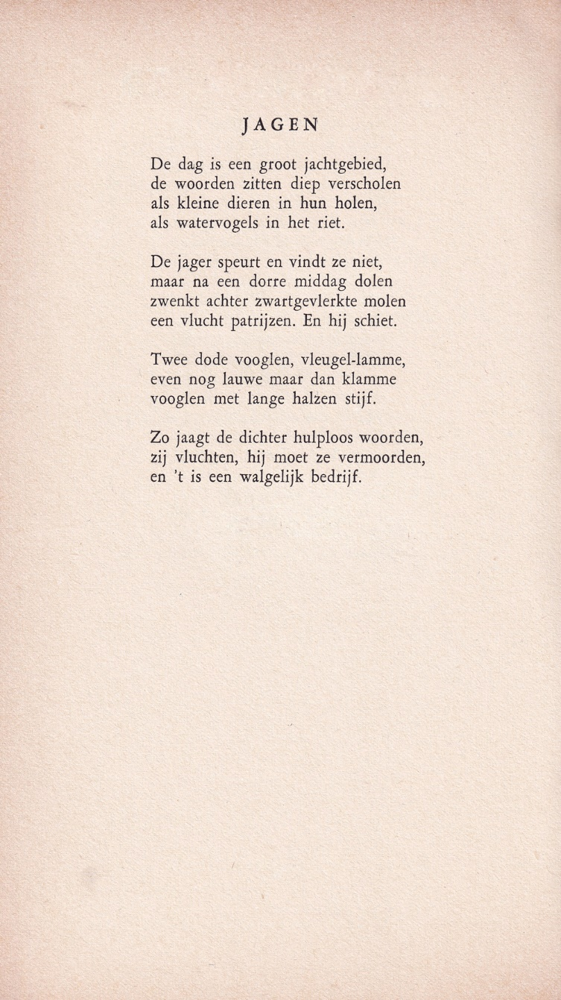 JAGEN
De dag is een groot jachtgebied,
de woorden zitten diep verscholen
als kleine dieren in hun holen,
als watervogels in het riet.
De jager speurt en vindt ze niet,
maar na een dorre middag dolen
zwenkt achter zwartgevlerkte molen
een vlucht patrijzen. En hij schiet.
Twee dode vooglen, vleugel-lamme,
even nog lauwe maar dan klamme
vooglen met lange halzen stijf.
Zo jaagt de dichter hulploos woorden,
zij vluchten, hij moet ze vermoorden,
en 't is een walgelijk bedrijf.